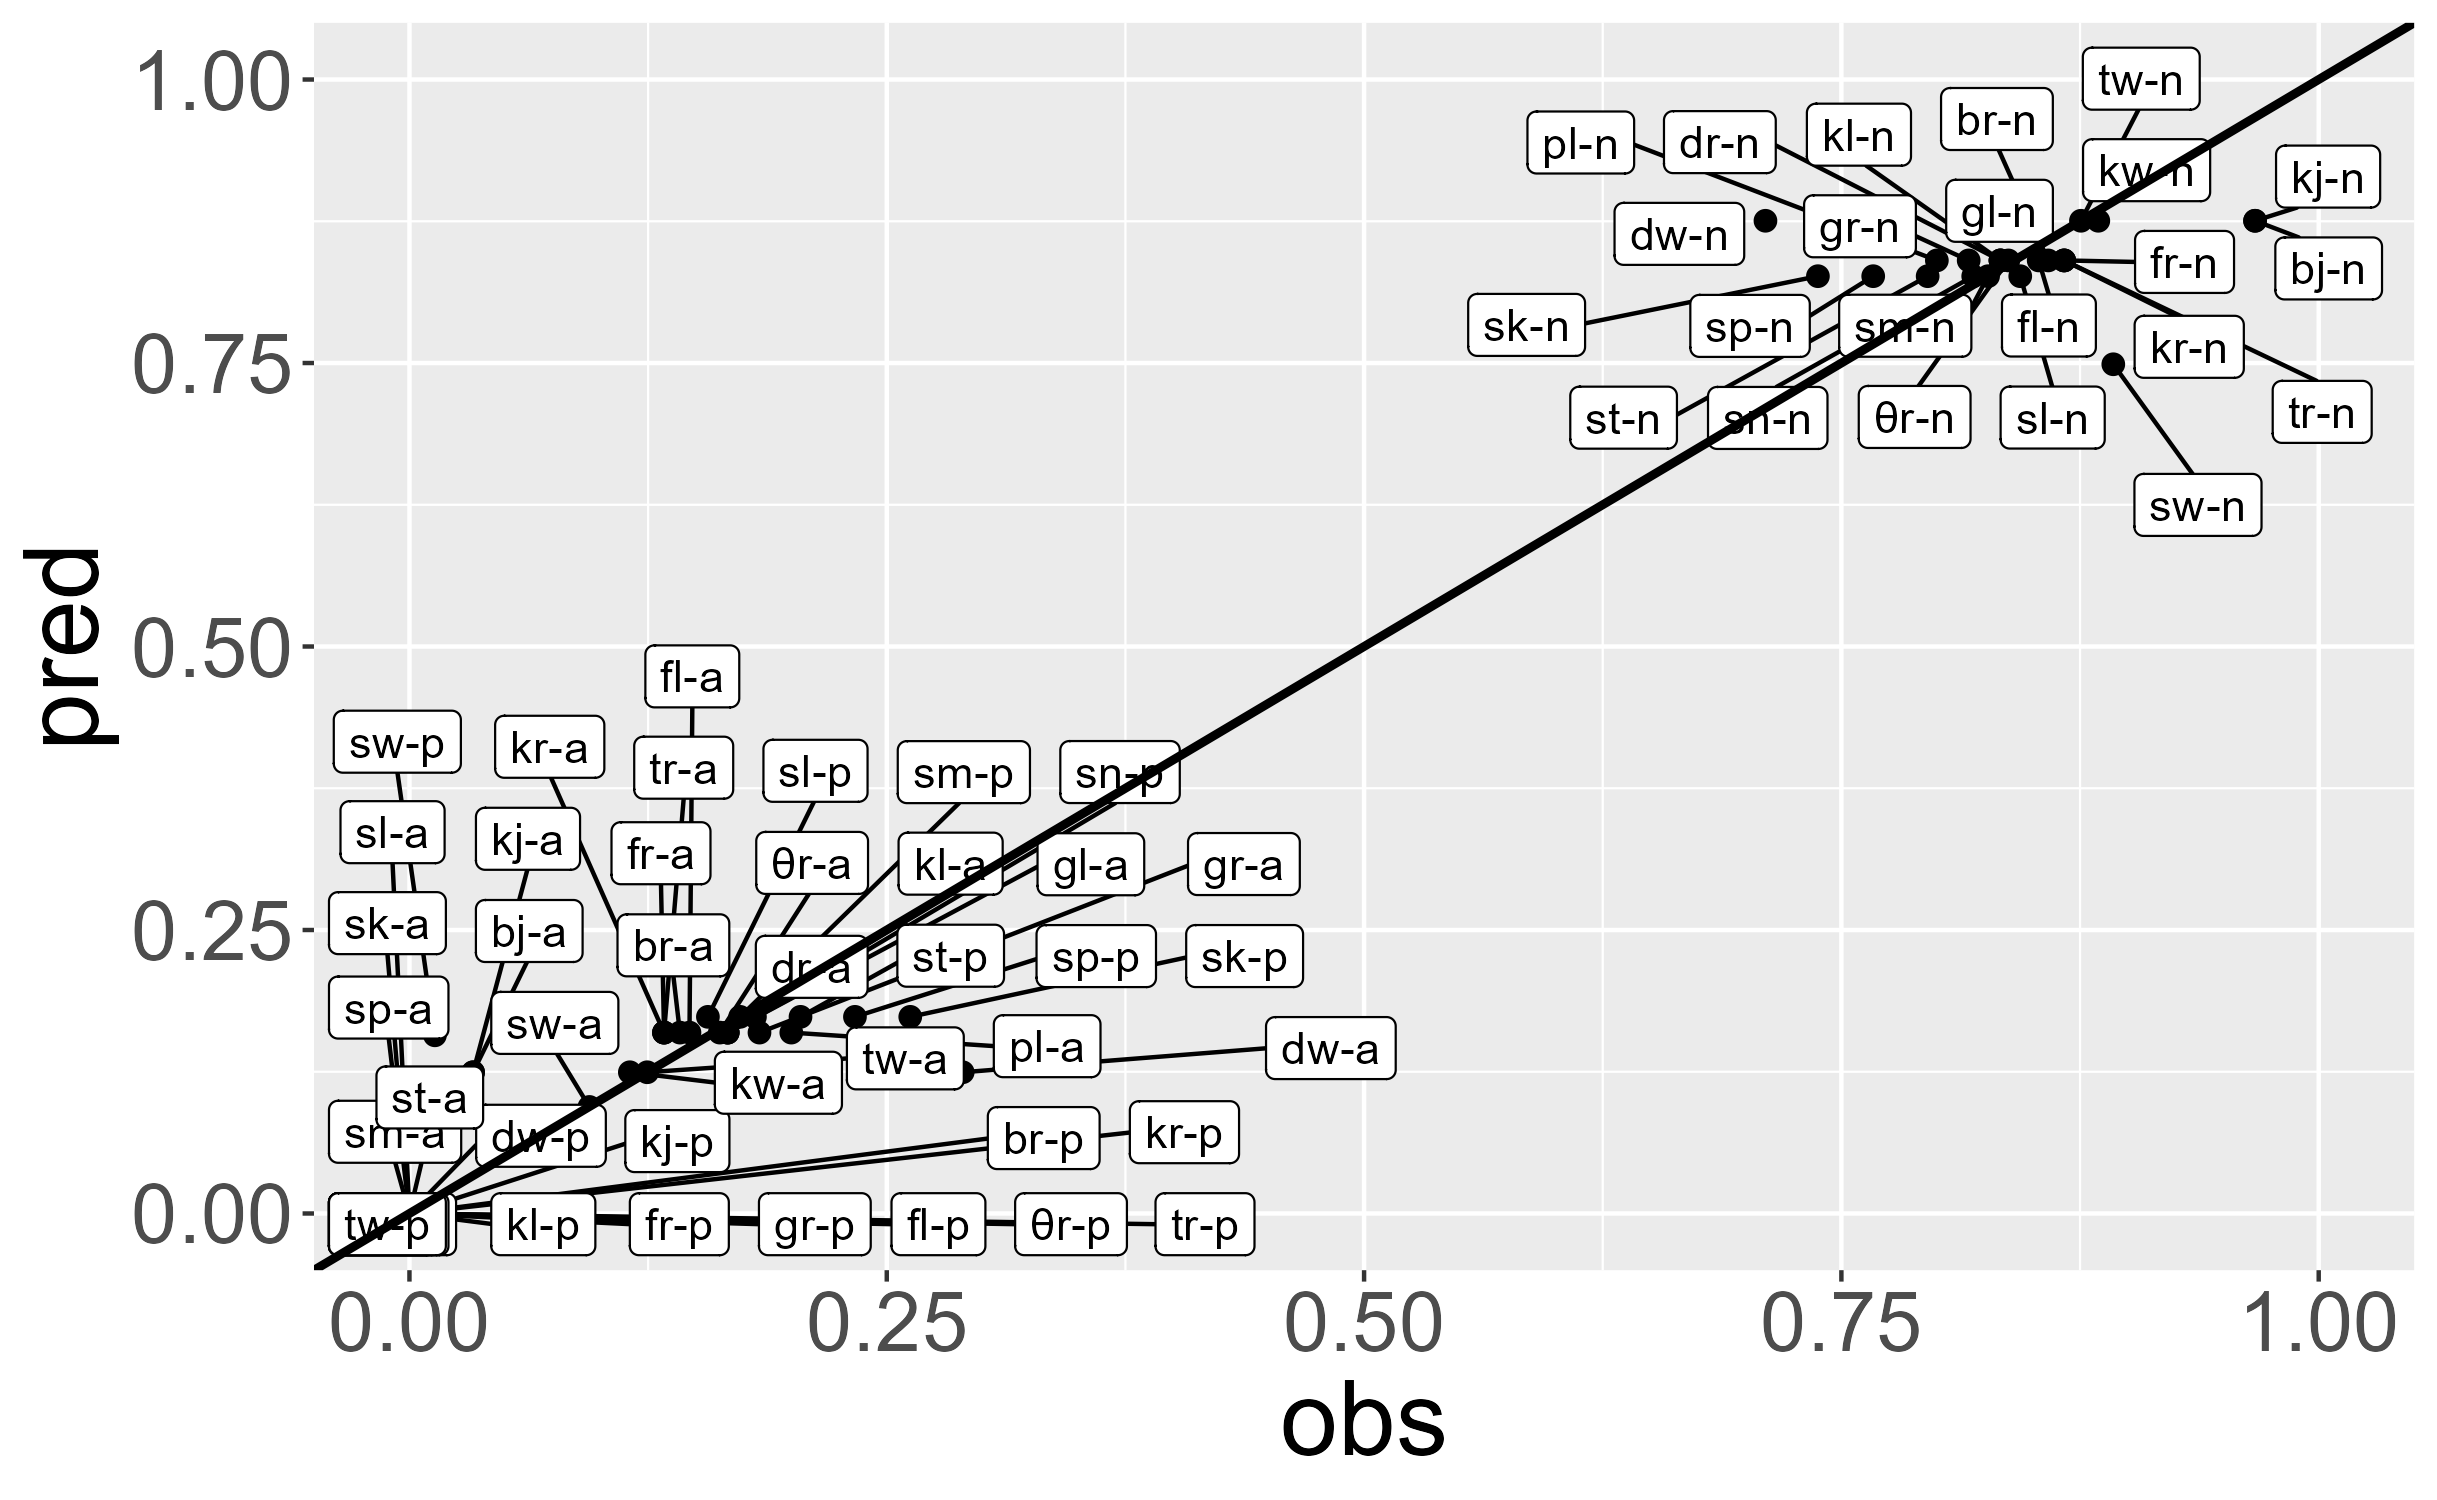 1.00
0.75
0.50
0.25
0.00
pred
tw-n
br-n
kl-n
dr-n
pl-n
kw-n
kj-n
gl-n
gr-n
dw-n
fr-n
bj-n
sk-n
sp-n
sm-n
fl-n
kr-n
st-n
sn-n
θr-n
sl-n
tr-n
sw-n
fl-a
sw-p
kr-a
tr-a
sl-p
sm-p
sn-p
sl-a
kj-a
fr-a
θr-a
kl-a
gl-a
gr-a
sk-a
bj-a
br-a
dr-a
st-p
sp-p
sk-p
sp-a
sw-a
tw-a
pl-a
dw-a
kw-a
st-a
sm-a
dw-p
kj-p
br-p
kr-p
tw-p
kl-p
fr-p
gr-p
fl-p
θr-p
tr-p
0.00
0.25
0.50
0.75
1.00
obs